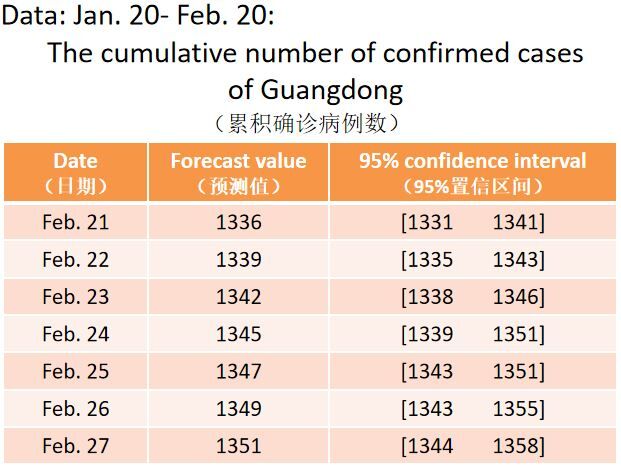 Data: Jan. 20- Feb. 20:
The cumulative number of confirmed cases
of Guangdong
（累积确诊病例数）
Date Forecast value 95% confidence interval
（日期） （预测值） （95%置信区间）
Feb. 21 1336 [1331 1341]
Feb. 22 1339 [1335 1343]
Feb. 23 1342 [1338 1346]
Feb. 24 1345 [1339 1351]
Feb. 25 1347 [1343 1351]
Feb. 26 1349 [1343 1355]
Feb. 27 1351 [1344 1358]